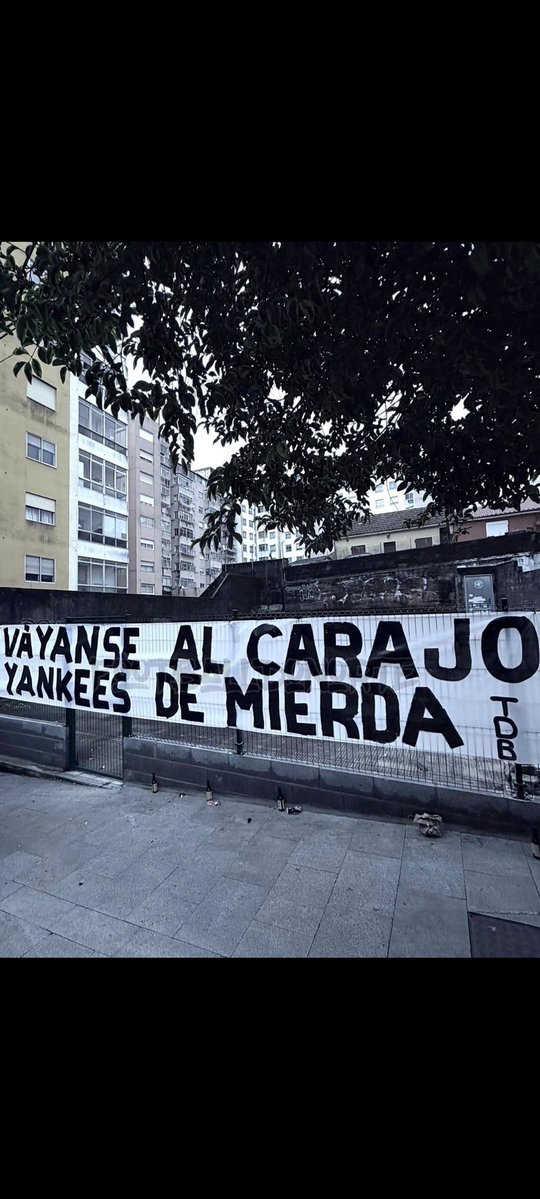 VÁYANSE AL CARAJO
YANKEES DE MIERDA
TDB